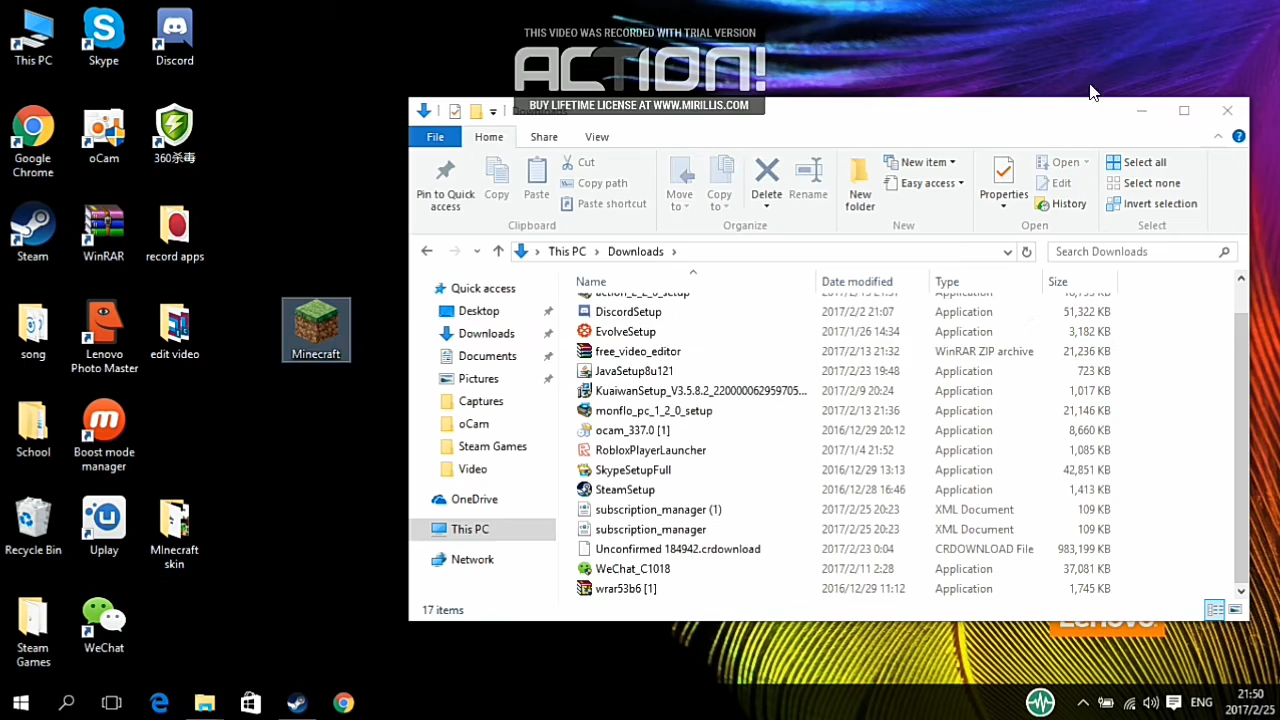 This PC
Skype
Discord
THIS VIDEO WAS RECORDED WITH TRIAL VERSION
ACTION!
BUY LIFETIME LICENSE AT WWW.MIRILLIS.COM
Google Chrome
oCam
360杀毒
Steam
WinRAR
record apps
song
Lenovo Photo Master
edit video
Minecraft
School
Boost mode manager
Recycle Bin
Uplay
MInecraft skin
Steam Games
WeChat
File
Home
Share
View
Pin to Quick access
Copy
Paste
Cut
Copy path
Paste shortcut
Clipboard
Move to
Copy to
Delete
Rename
Organize
New folder
New item
Easy access
New
Properties
Open
Edit
History
Open
Select all
Select none
Invert selection
Select
This PC
Downloads
Search Downloads
Quick access
Desktop
Downloads
Documents
Pictures
Captures
oCam
Steam Games
Video
OneDrive
This PC
Network
Name Date modified Type Size
DiscordSetup 2017/2/2 21:07 Application 51,322 KB
EvolveSetup 2017/1/26 14:34 Application 3,182 KB
free_video_editor 2017/2/13 21:32 WinRAR ZIP archive 21,236 KB
JavaSetup8u121 2017/2/23 19:48 Application 723 KB
KuaiwanSetup_V3.5.8.2_220000062959705... 2017/2/9 20:24 Application 1,017 KB
monflo_pc_1_2_0_setup 2017/2/13 21:36 Application 21,146 KB
ocam_337.0 [1] 2016/12/29 20:12 Application 8,660 KB
RobloxPlayerLauncher 2017/1/4 21:52 Application 1,085 KB
SkypeSetupFull 2016/12/29 13:13 Application 42,851 KB
SteamSetup 2016/12/28 16:46 Application 1,413 KB
subscription_manager (1) 2017/2/25 20:23 XML Document 109 KB
subscription_manager 2017/2/25 20:23 XML Document 109 KB
Unconfirmed 184942.crdownload 2017/2/23 0:04 CRDOWNLOAD File 983,199 KB
WeChat_C1018 2017/2/11 2:28 Application 37,081 KB
wrar53b6 [1] 2016/12/29 11:12 Application 1,745 KB
17 items
ENG
21:50
2017/2/25